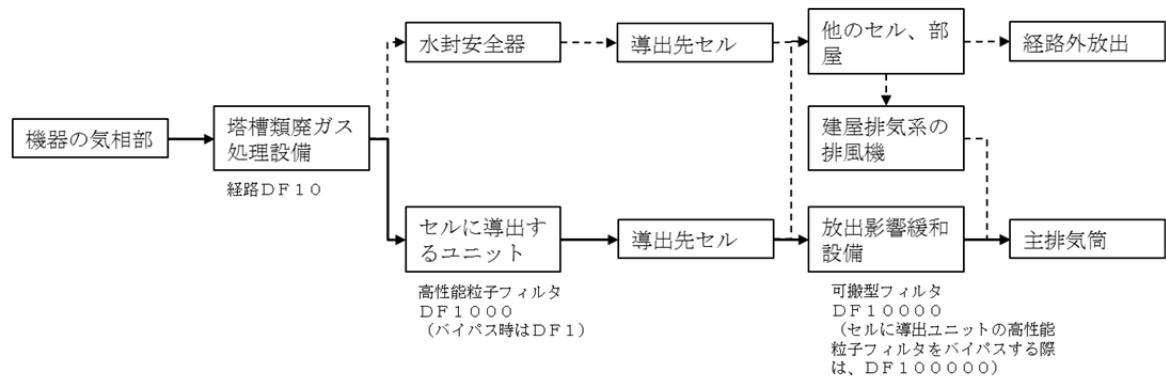 水封安全器
導出先セル
他のセル、部
屋
経路外放出
機器の気相部
塔槽類廃ガス
処理設備
経路ＤＦ１０
建屋排気系の
排風機
セルに導出す
るユニット
高性能粒子フィルタ
ＤＦ１０００
（バイパス時はＤＦ１）
導出先セル
放出影響緩和
設備
可搬型フィルタ
ＤＦ１００００
（セルに導出ユニットの高性能
粒子フィルタをバイパスする際
は、ＤＦ１０００００）
主排気筒